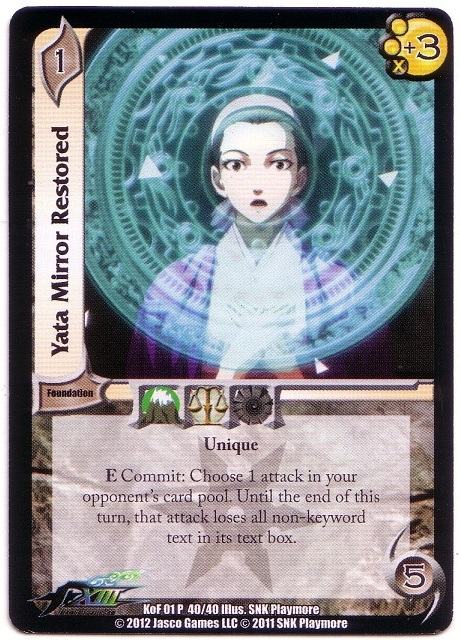 1
+3
X
Yata Mirror Restored
Foundation
Unique
E Commit: Choose 1 attack in your
opponent's card pool. Until the end of this
turn, that attack loses all non-keyword
text in its text box.
5
XIII
KoF 01 P 40/40 Illus. SNK Playmore
© 2012 Jasco Games LLC © 2011 SNK Playmore